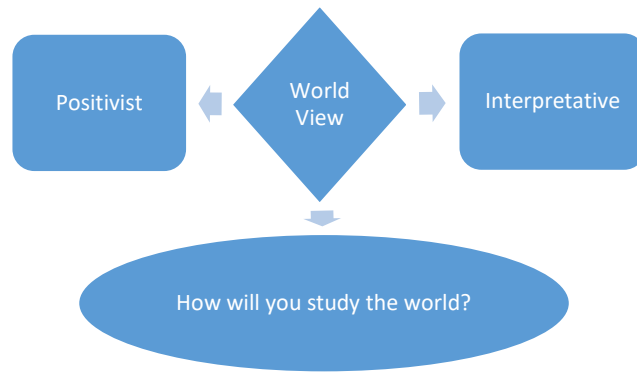 Positivist
World
View
Interpretative
How will you study the world?